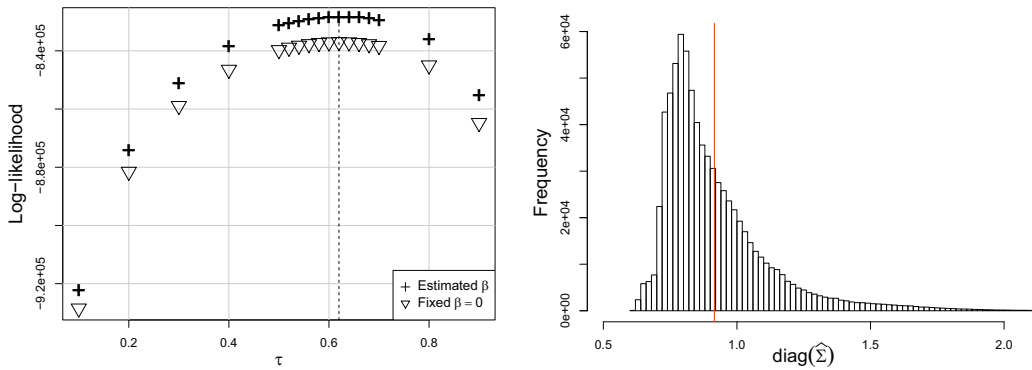 Log−likelihood
−8.4e+05
−8.8e+05
−9.2e+05
0.2
0.4
0.6
0.8
τ
Estimated β
Fixed β = 0
Frequency
6e+04
4e+04
2e+04
0e+00
0.5
1.0
1.5
2.0
diag(Σ̂)